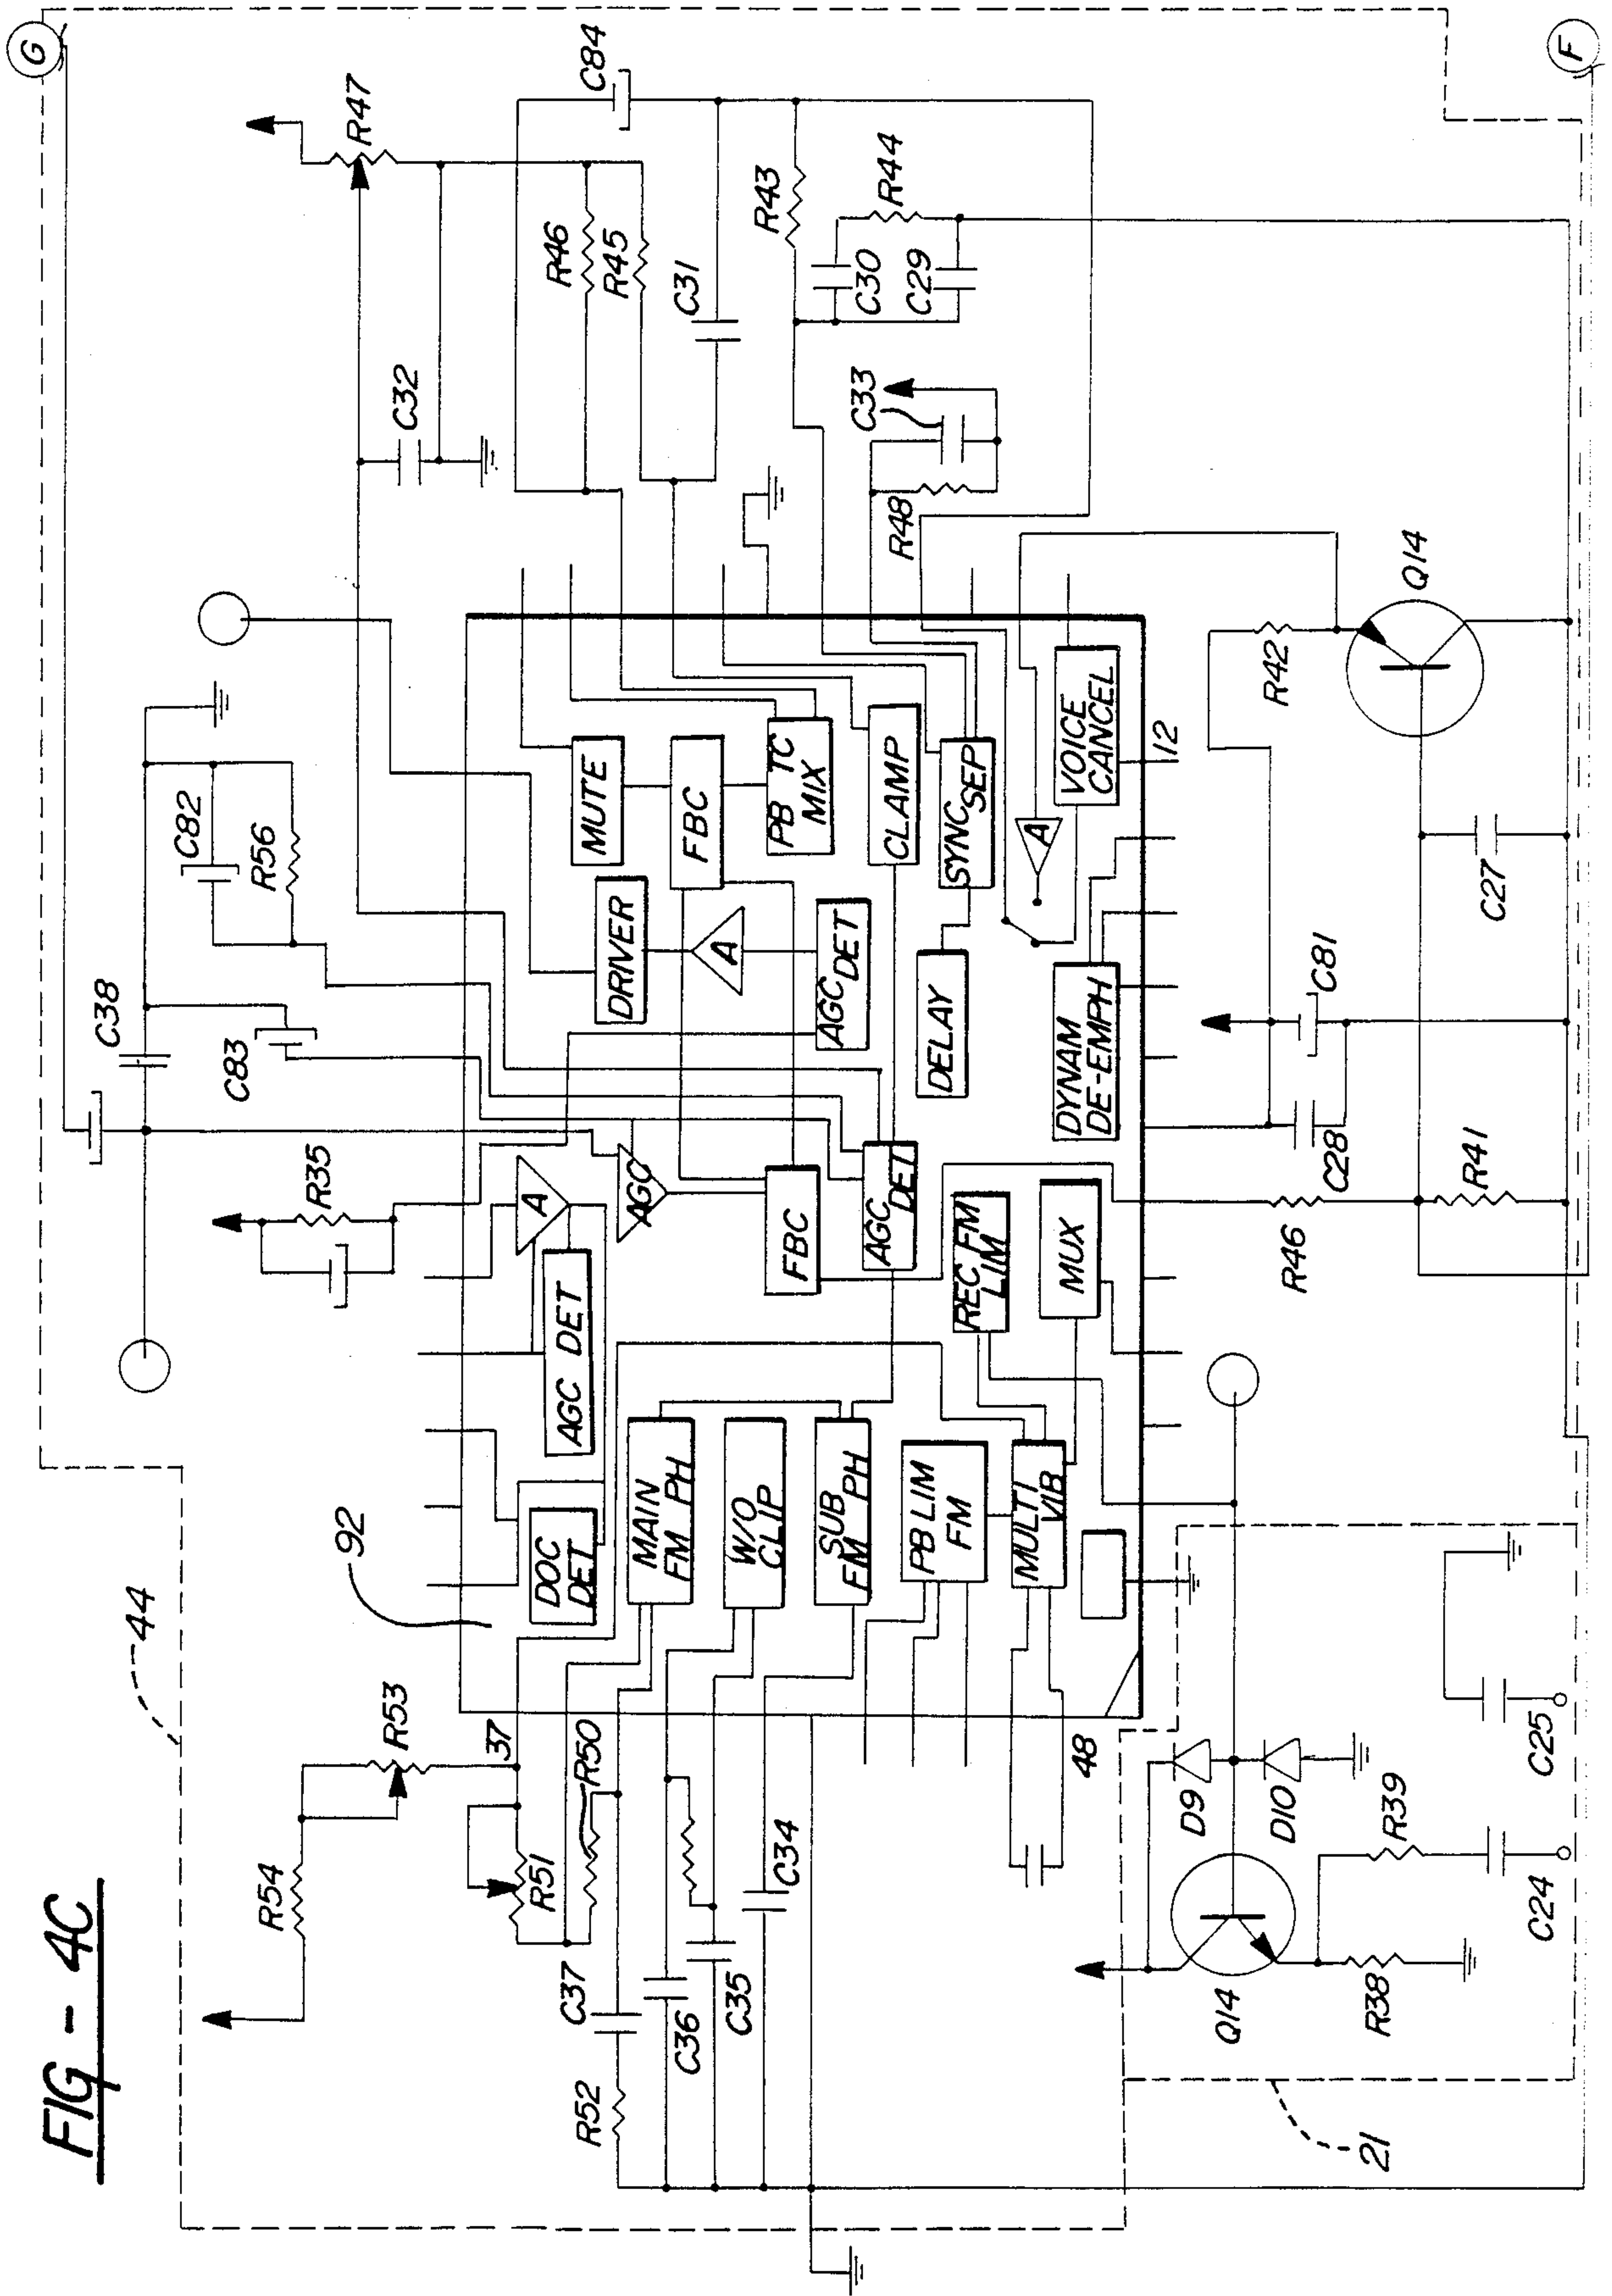 FIG - 4C
44
92
G
F
C38
C83
C82
R56
R35
R47
C84
C32
R46
R45
C31
R43
C30
R44
C29
C33
R48
R54
R53
37
R51
R50
C37
R52
C36
C35
C34
48
DOC
DET
AGC DET
A
AGC
MAIN
FM PH
W/O
CLIP
SUB
FM PH
PB LIM
FM
MULTI
VIB
FBC
AGC
DET
REC FM
LIM
MUX
DRIVER
A
AGC
DET
MUTE
FBC
PB TC
MIX
CLAMP
SYNC
SEP
DELAY
A
VOICE
CANCEL
DYNAM
DE-EMPH
12
R42
Q14
C27
C81
C28
R46
R41
D9
D10
Q14
R38
R39
C24
C25
21